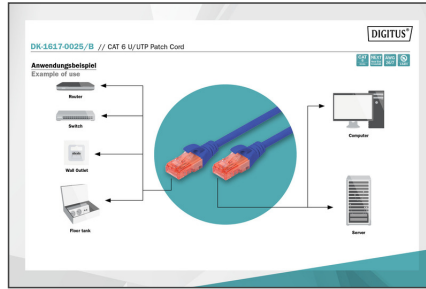 DIGITUS®
DK-1617-0025/B // CAT 6 U/UTP Patch Cord
Anwendungsbeispiel
Example of use
Router
Switch
Wall Outlet
Floor tank
Computer
Server